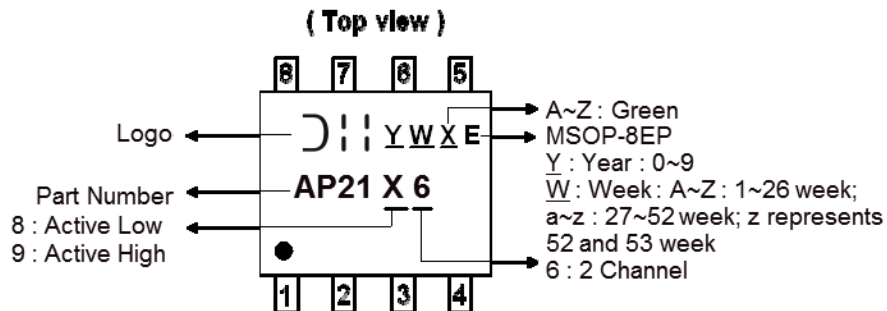 ( Top view )
8 7 6 5
Logo
Y W X E
A~Z : Green
MSOP-8EP
Y : Year : 0~9
W : Week : A~Z : 1~26 week;
a~z : 27~52 week; z represents
52 and 53 week
6 : 2 Channel
Part Number
AP21 X 6
8 : Active Low
9 : Active High
1 2 3 4